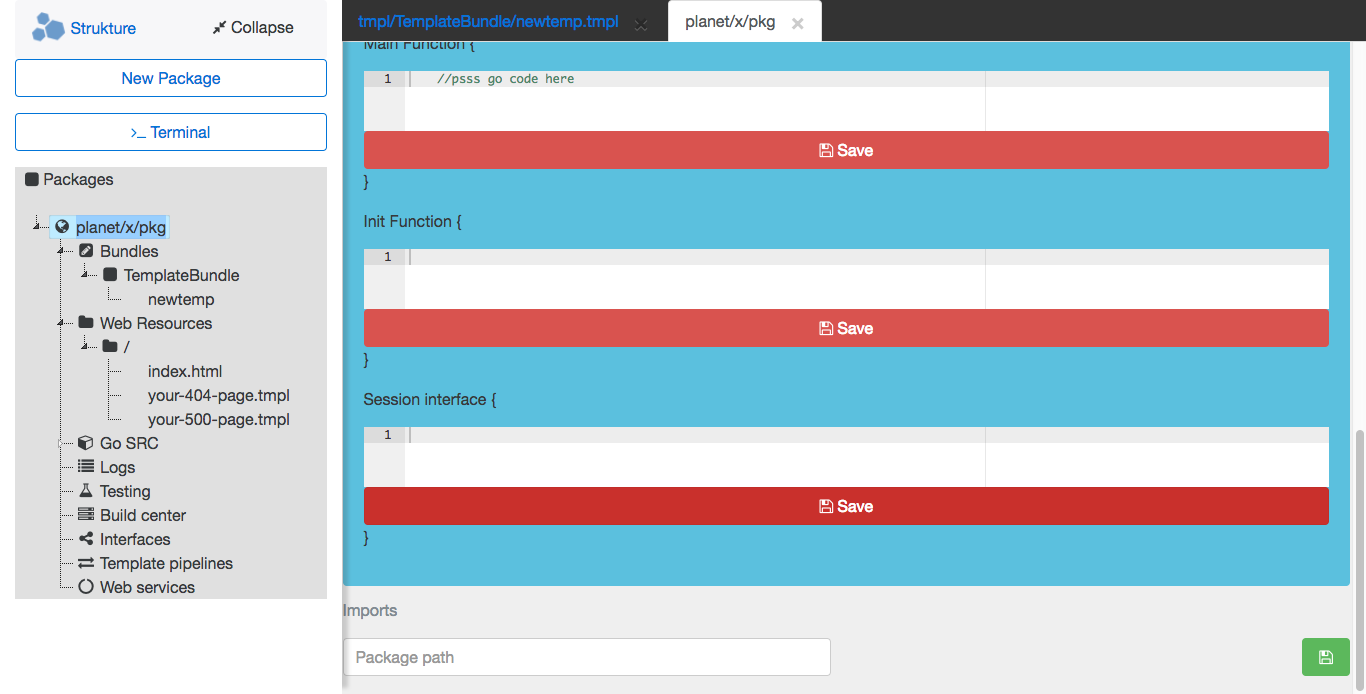 Strukture
Collapse
New Package
>_ Terminal
Packages
planet/x/pkg
Bundles
TemplateBundle
newtemp
Web Resources
/
index.html
your-404-page.tmpl
your-500-page.tmpl
Go SRC
Logs
Testing
Build center
Interfaces
Template pipelines
Web services
tmpl/TemplateBundle/newtemp.tmpl
planet/x/pkg
Main Function {
1 //psss go code here
Save
}
Init Function {
1
Save
}
Session interface {
1
Save
}
Imports
Package path